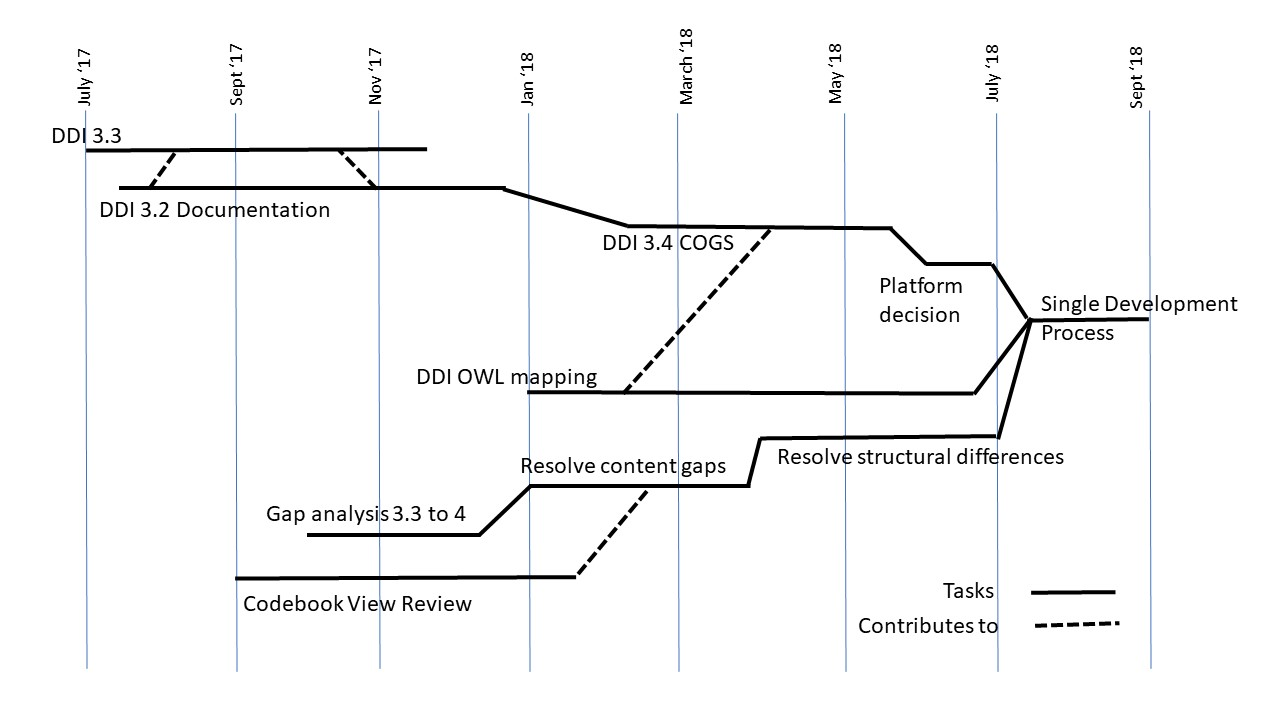 July ‘17
Sept ‘17
Nov ‘17
Jan ‘18
March ‘18
May ‘18
July ‘18
Sept ‘18
DDI 3.3
DDI 3.2 Documentation
DDI 3.4 COGS
Platform
decision
Single Development
Process
DDI OWL mapping
Resolve structural differences
Resolve content gaps
Gap analysis 3.3 to 4
Codebook View Review
Tasks
Contributes to